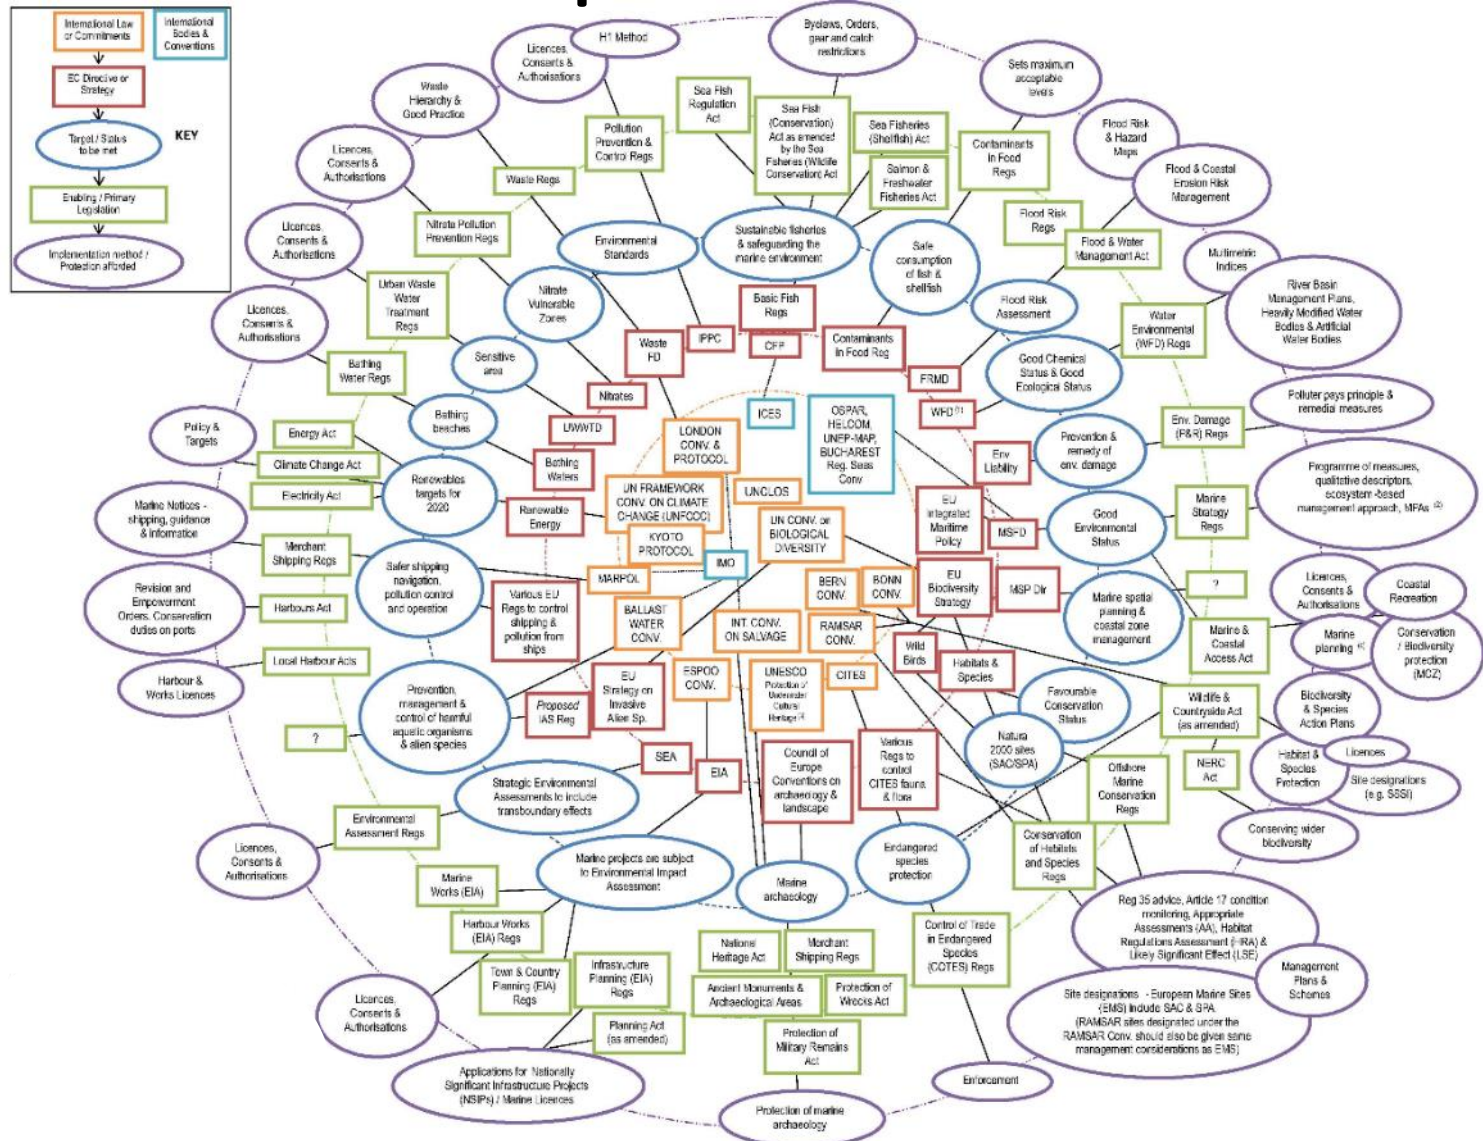 International Law
or Commitments
International
Bodies &
Conventions
EC Directive or
Strategy
Target / Status
to be met
KEY
Enabling / Primary
Legislation
Implementation method /
Protection afforded
Licences,
Consents &
Authorisations
H1 Method
Byelaws, Orders,
gear and catch
restrictions
Sets maximum
acceptable
levels
Waste
Hierarchy &
Good Practice
Flood Risk
& Hazard
Maps
Licences,
Consents &
Authorisations
Flood & Coastal
Erosion Risk
Management
Licences,
Consents &
Authorisations
Multimetric
Indices
Licences,
Consents &
Authorisations
River Basin
Management Plans,
Heavily Modified Water
Bodies & Artificial
Water Bodies
Sea Fish
Regulation
Act
Sea Fish
(Conservation)
Act as amended
by the Sea
Fisheries (Wildlife
Conservation) Act
Sea Fisheries
(Shellfish) Act
Salmon &
Freshwater
Fisheries Act
Contaminants
in Food
Regs
Pollution
Prevention &
Control Regs
Waste Regs
Nitrate Pollution
Prevention Regs
Flood Risk
Regs
Flood & Water
Management Act
Urban Waste
Water
Treatment
Regs
Water
Environmental
(WFD) Regs
Bathing
Water Regs
Environmental
Standards
Sustainable fisheries
& safeguarding the
marine environment
Safe
consumption
of fish &
shellfish
Nitrate
Vulnerable
Zones
Flood Risk
Assessment
Sensitive
area
Good Chemical
Status & Good
Ecological Status
Bathing
beaches
Basic Fish
Regs
CFP
Waste
FD
IPPC
Contaminants
in Food Reg
FRMD
Nitrates
WFD
UWWTD
Bathing
Waters
Env
Liability
ICES
OSPAR,
HELCOM,
UNEP-MAP,
BUCHAREST
Reg. Seas
Conv
LONDON
CONV. &
PROTOCOL
Polluter pays principle &
remedial measures
Policy &
Targets
Energy Act
Climate Change Act
Electricity Act
Renewables
targets for
2020
Renewable
Energy
UN FRAMEWORK
CONV. ON CLIMATE
CHANGE (UNFCCC)
KYOTO
PROTOCOL
UNCLOS
UN CONV. on
BIOLOGICAL
DIVERSITY
Prevention &
remedy of
env. damage
Env. Damage
(P&R) Regs
EU
Integrated
Maritime
Policy
MSFD
Good
Environmental
Status
Marine
Strategy
Regs
Programme of measures,
qualitative descriptors,
ecosystem -based
management approach, MPAs
Marine Notices -
shipping, guidance
& information
Merchant
Shipping Regs
Safer shipping
navigation,
pollution control
and operation
MARPOL
IMO
Various EU
Regs to control
shipping &
pollution from
ships
BALLAST
WATER
CONV.
INT. CONV.
ON SALVAGE
BERN
CONV.
BONN
CONV.
RAMSAR
CONV.
EU
Biodiversity
Strategy
MSP Dir
Marine spatial
planning &
coastal zone
management
?
Revision and
Empowerment
Orders. Conservation
duties on ports
Harbours Act
Local Harbour Acts
Harbour &
Works Licences
Licences,
Consents &
Authorisations
Coastal
Recreation
Marine
planning
Conservation
/ Biodiversity
protection
(MCZ)
Marine &
Coastal
Access Act
Wild
Birds
Habitats &
Species
Favourable
Conservation
Status
Natura
2000 sites
(SAC/SPA)
Wildlife &
Countryside Act
(as amended)
NERC
Act
Biodiversity
& Species
Action Plans
Habitat &
Species
Protection
Licences
Site designations
(e.g. SSSI)
Conserving wider
biodiversity
Prevention,
management &
control of harmful
aquatic organisms
& alien species
?
Proposed
IAS Reg
EU
Strategy on
Invasive
Alien Sp.
ESPOO
CONV.
UNESCO
Protection of
Underwater
Cultural
Heritage
CITES
SEA
EIA
Council of
Europe
Conventions on
archaeology &
landscape
Various
Regs to
control
CITES fauna
& flora
Offshore
Marine
Conservation
Regs
Conservation
of Habitats
and Species
Regs
Strategic Environmental
Assessments to include
transboundary effects
Environmental
Assessment Regs
Licences,
Consents &
Authorisations
Marine projects are subject
to Environmental Impact
Assessment
Marine
archaeology
Endangered
species
protection
Marine
Works (EIA)
Harbour Works
(EIA) Regs
Town & Country
Planning (EIA)
Regs
Infrastructure
Planning (EIA)
Regs
Planning Act
(as amended)
Licences,
Consents &
Authorisations
Applications for Nationally
Significant Infrastructure Projects
(NSIPs) / Marine Licences
National
Heritage Act
Merchant
Shipping Regs
Ancient Monuments &
Archaeological Areas
Protection of
Wrecks Act
Protection of
Military Remains
Act
Protection of marine
archaeology
Control of Trade
in Endangered
Species
(COTES) Regs
Enforcement
Reg 35 advice, Article 17 condition
monitoring, Appropriate
Assessments (AA), Habitat
Regulations Assessment (HRA) &
Likely Significant Effect (LSE)
Management
Plans &
Schemes
Site designations - European Marine Sites
(EMS) Include SAC & SPA
(RAMSAR sites designated under the
RAMSAR Conv. should also be given same
management considerations as EMS)